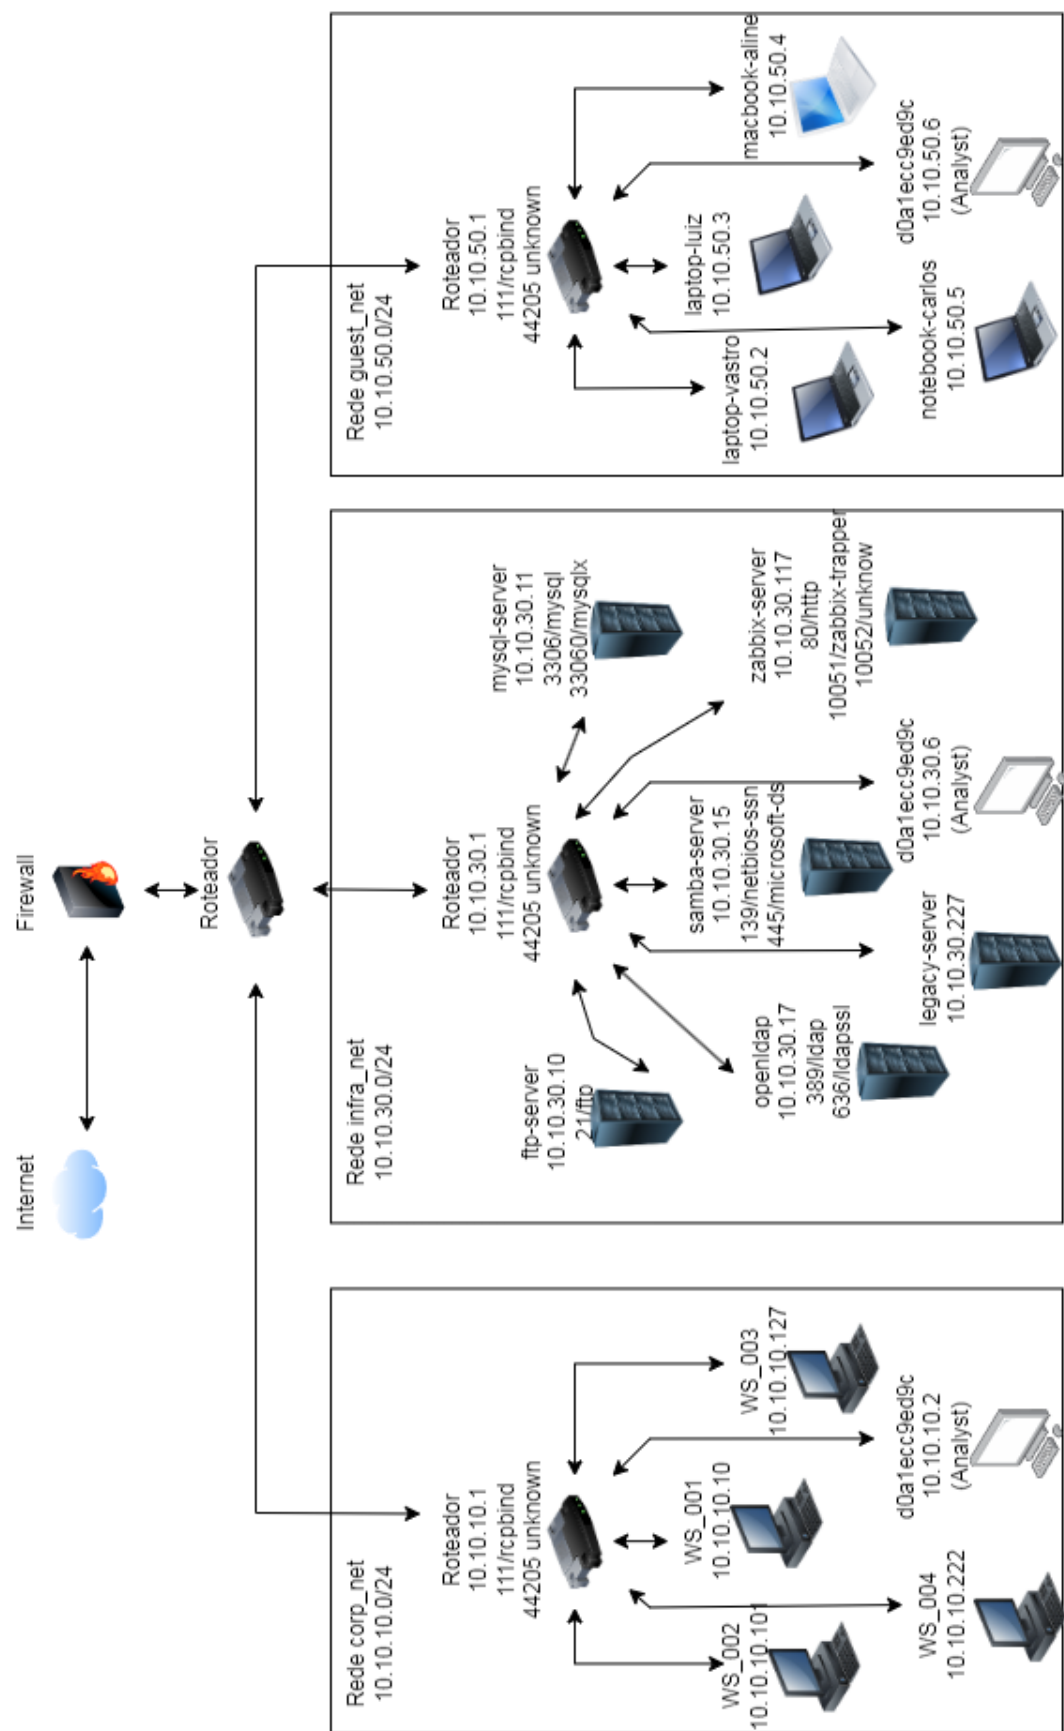 Internet
Firewall
Roteador
Rede corp_net
10.10.10.0/24
Roteador
10.10.10.1
111/rcpbind
44205 unknown
WS_002
10.10.10.101
WS_001
10.10.10.10
WS_003
10.10.10.127
WS_004
10.10.10.222
d0a1ecc9ed9c
10.10.10.2
(Analyst)
Rede infra_net
10.10.30.0/24
Roteador
10.10.30.1
111/rcpbind
44205 unknown
ftp-server
10.10.30.10
21/ftp
mysql-server
10.10.30.11
3306/mysql
33060/mysqlx
openldap
10.10.30.17
389/ldap
636/ldapssl
samba-server
10.10.30.15
139/netbios-ssn
445/microsoft-ds
zabbix-server
10.10.30.117
80/http
10051/zabbix-trapper
10052/unknow
legacy-server
10.10.30.227
d0a1ecc9ed9c
10.10.30.6
(Analyst)
Rede guest_net
10.10.50.0/24
Roteador
10.10.50.1
111/rcpbind
44205 unknown
laptop-vastro
10.10.50.2
laptop-luiz
10.10.50.3
macbook-aline
10.10.50.4
notebook-carlos
10.10.50.5
d0a1ecc9ed9c
10.10.50.6
(Analyst)